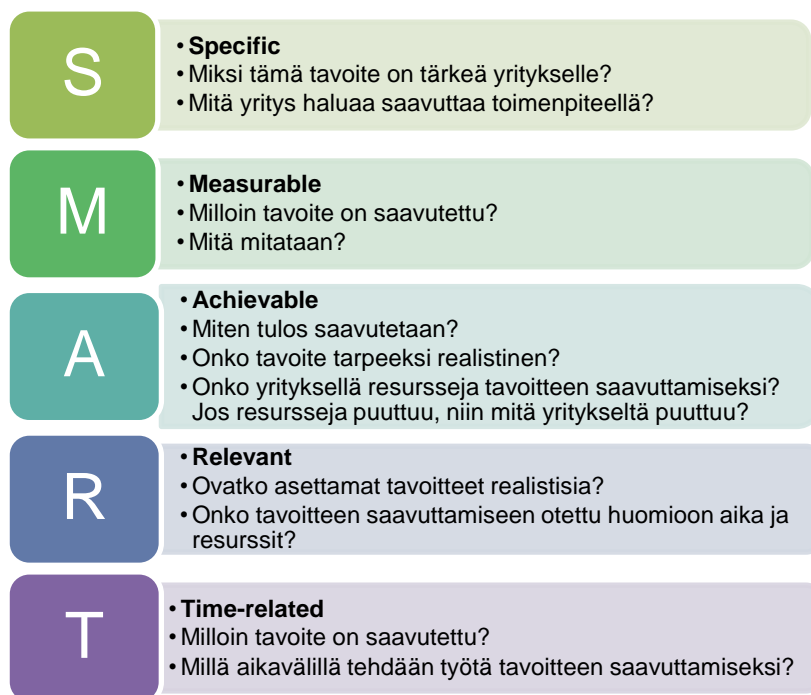 S
• Specific
• Miksi tämä tavoite on tärkeä yritykselle?
• Mitä yritys haluaa saavuttaa toimenpiteellä?
M
• Measurable
• Milloin tavoite on saavutettu?
• Mitä mitataan?
A
• Achievable
• Miten tulos saavutetaan?
• Onko tavoite tarpeeksi realistinen?
• Onko yrityksellä resursseja tavoitteen saavuttamiseksi?
Jos resursseja puuttuu, niin mitä yritykseltä puuttuu?
R
• Relevant
• Ovatko asettamat tavoitteet realistisia?
• Onko tavoitteen saavuttamiseen otettu huomioon aika ja
resurssit?
T
• Time-related
• Milloin tavoite on saavutettu?
• Millä aikavälillä tehdään työtä tavoitteen saavuttamiseksi?